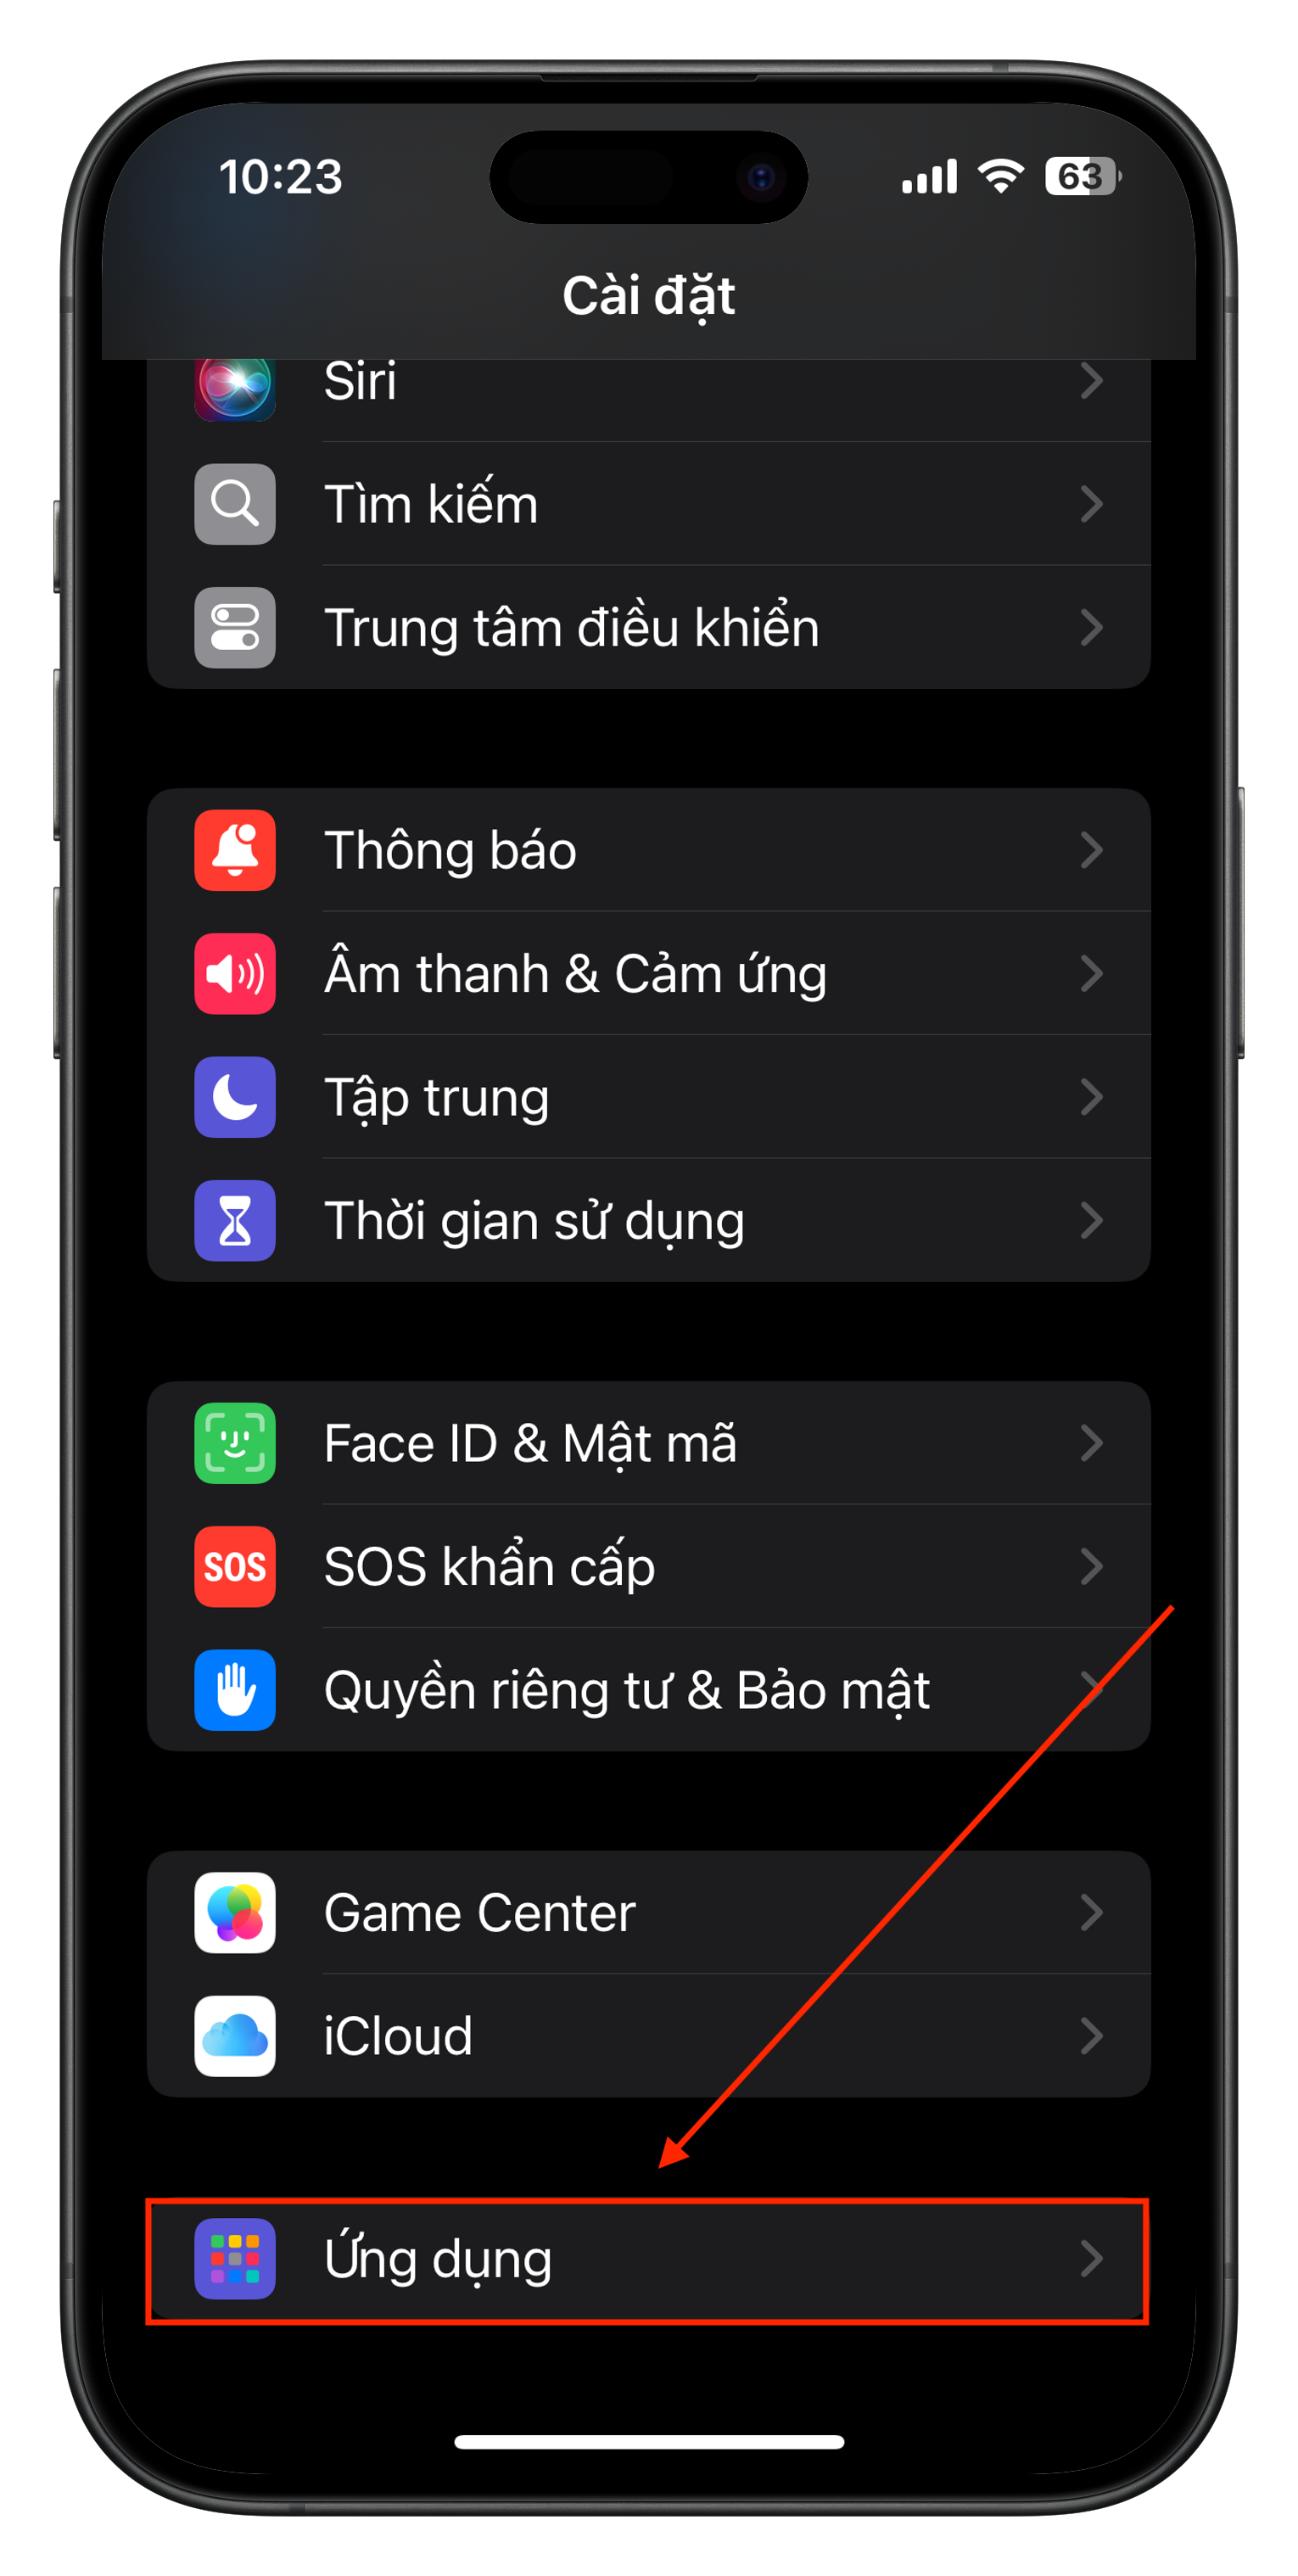 10:23
63
Cài đặt
Siri
Tìm kiếm
Trung tâm điều khiển
Thông báo
Âm thanh & Cảm ứng
Tập trung
Thời gian sử dụng
Face ID & Mật mã
SOS SOS khẩn cấp
Quyền riêng tư & Bảo mật
Game Center
iCloud
Ứng dụng